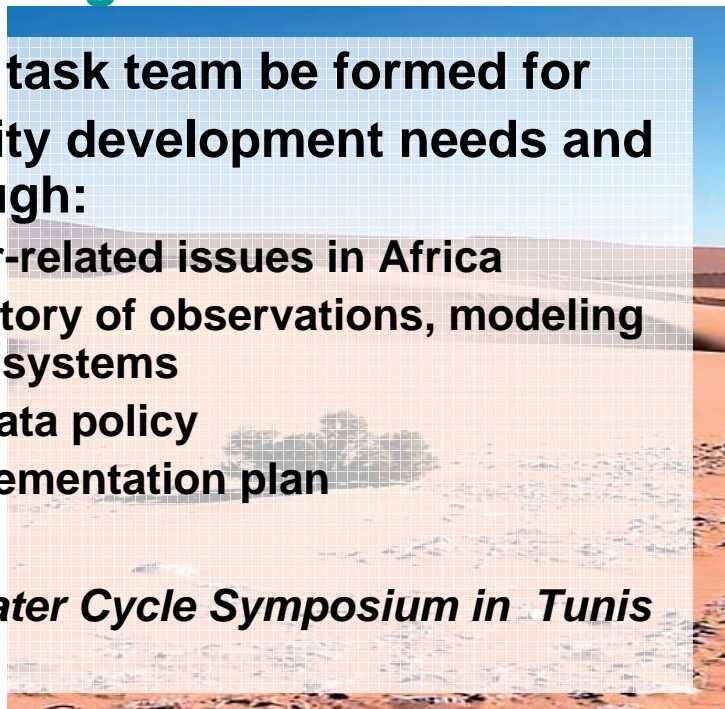 g
task team be formed for
ity development needs and
ugh:
r-related issues in Africa
tory of observations, modeling
systems
ata policy
ementation plan
ater Cycle Symposium in Tunis